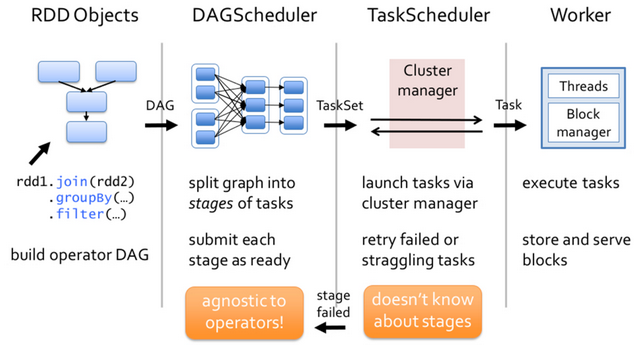 RDD Objects
DAGScheduler
TaskScheduler
Worker
DAG
TaskSet
Cluster
manager
Task
Threads
Block
manager
rdd1.join(rdd2)
.groupBy(…)
.filter(…)
build operator DAG
split graph into
stages of tasks
submit each
stage as ready
launch tasks via
cluster manager
retry failed or
straggling tasks
execute tasks
store and serve
blocks
agnostic to
operators!
stage
failed
doesn't know
about stages